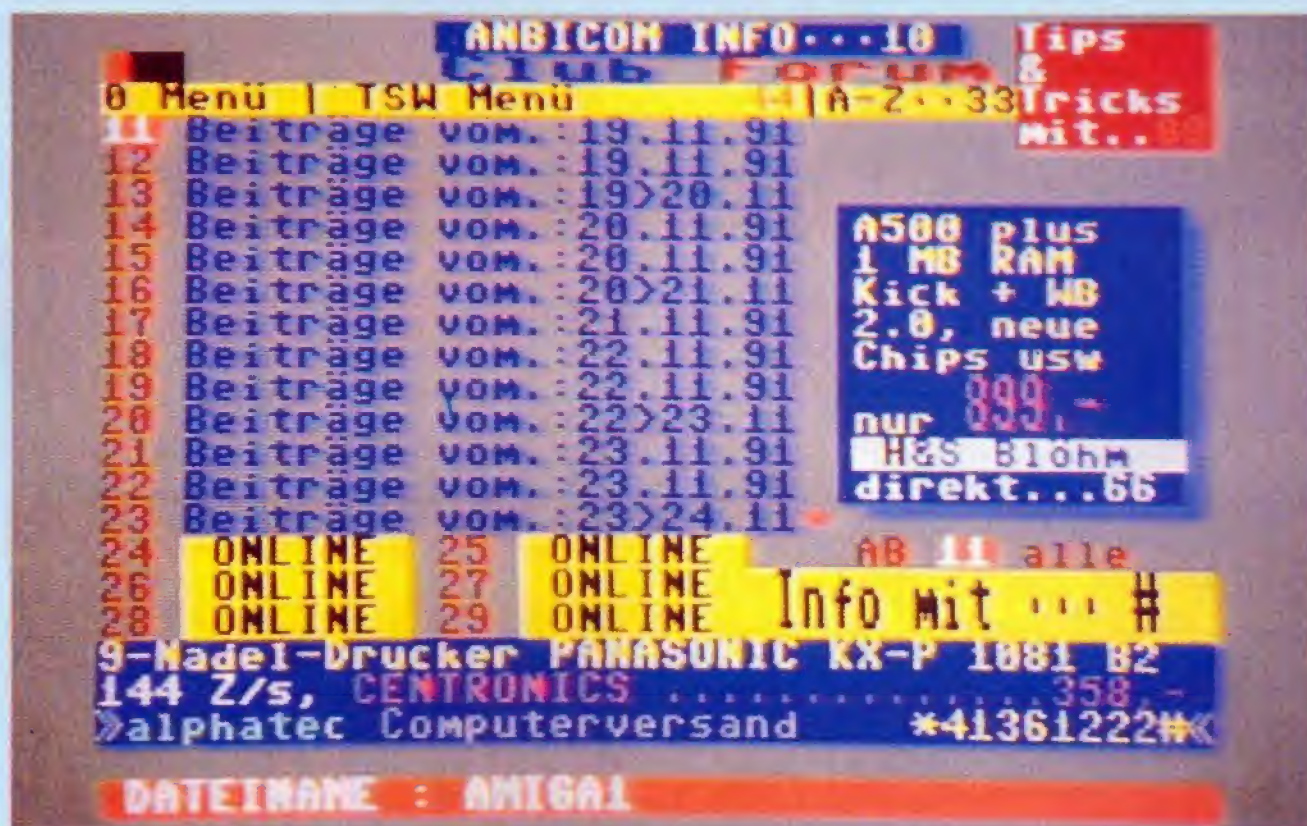 ANBICOM INFO...10
Club Forum
Tips
&
Tricks
mit..
0 Menü | TSW Menü |A-Z..33
11 Beiträge vom.:19.11.91
12 Beiträge vom.:19.11.91
13 Beiträge vom.:19>20.11
14 Beiträge vom.:20.11.91
15 Beiträge vom.:20.11.91
16 Beiträge vom.:20>21.11
17 Beiträge vom.:21.11.91
18 Beiträge vom.:22.11.91
19 Beiträge vom.:22.11.91
20 Beiträge vom.:22>23.11
21 Beiträge vom.:23.11.91
22 Beiträge vom.:23.11.91
23 Beiträge vom.:23>24.11
A500 plus
1 MB RAM
Kick + WB
2.0, neue
Chips usw
nur 899.-
H&S Blohm
direkt...66
24 ONLINE 25 ONLINE AB 11 alle
26 ONLINE 27 ONLINE Info mit ... #
28 ONLINE 29 ONLINE
9-Nadel-Drucker PANASONIC KX-P 1081 B2
144 Z/s, CENTRONICS ................358,-
»alphatec Computerversand *41361222#«
DATEINAME : AMIGA1